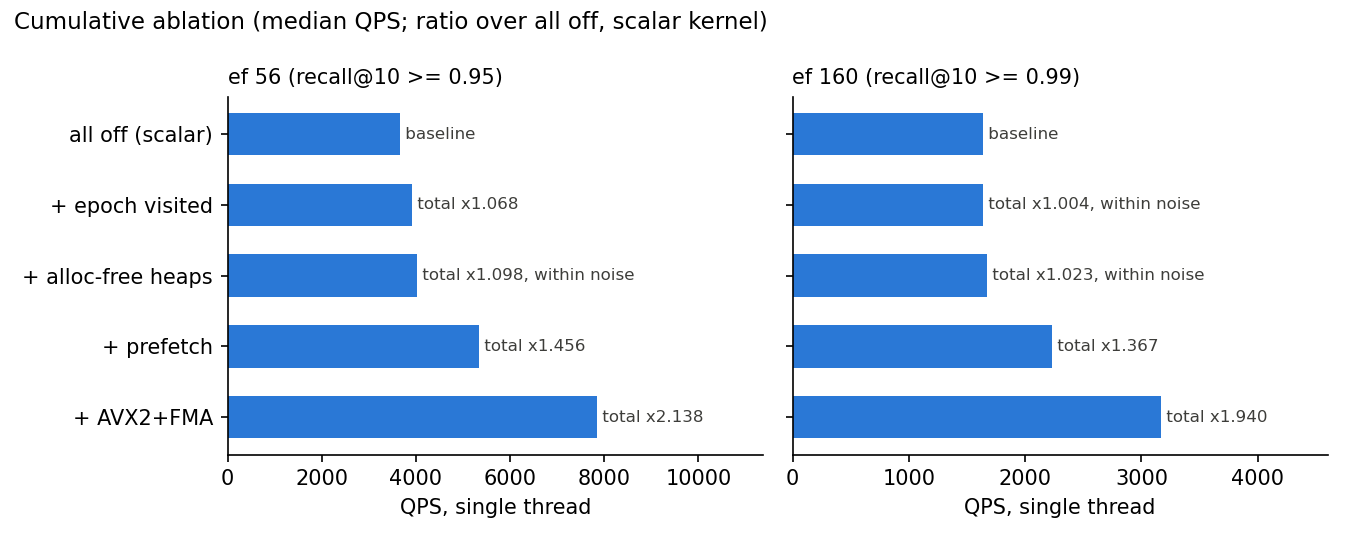 Cumulative ablation (median QPS; ratio over all off, scalar kernel)
ef 56 (recall@10 >= 0.95)
all off (scalar)
baseline
+ epoch visited
total x1.068
+ alloc-free heaps
total x1.098, within noise
+ prefetch
total x1.456
+ AVX2+FMA
total x2.138
0 2000 4000 6000 8000 10000
QPS, single thread
ef 160 (recall@10 >= 0.99)
baseline
total x1.004, within noise
total x1.023, within noise
total x1.367
total x1.940
0 1000 2000 3000 4000
QPS, single thread